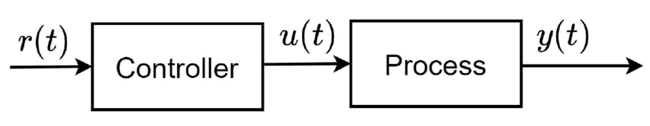 r(t)
Controller
u(t)
Process
y(t)